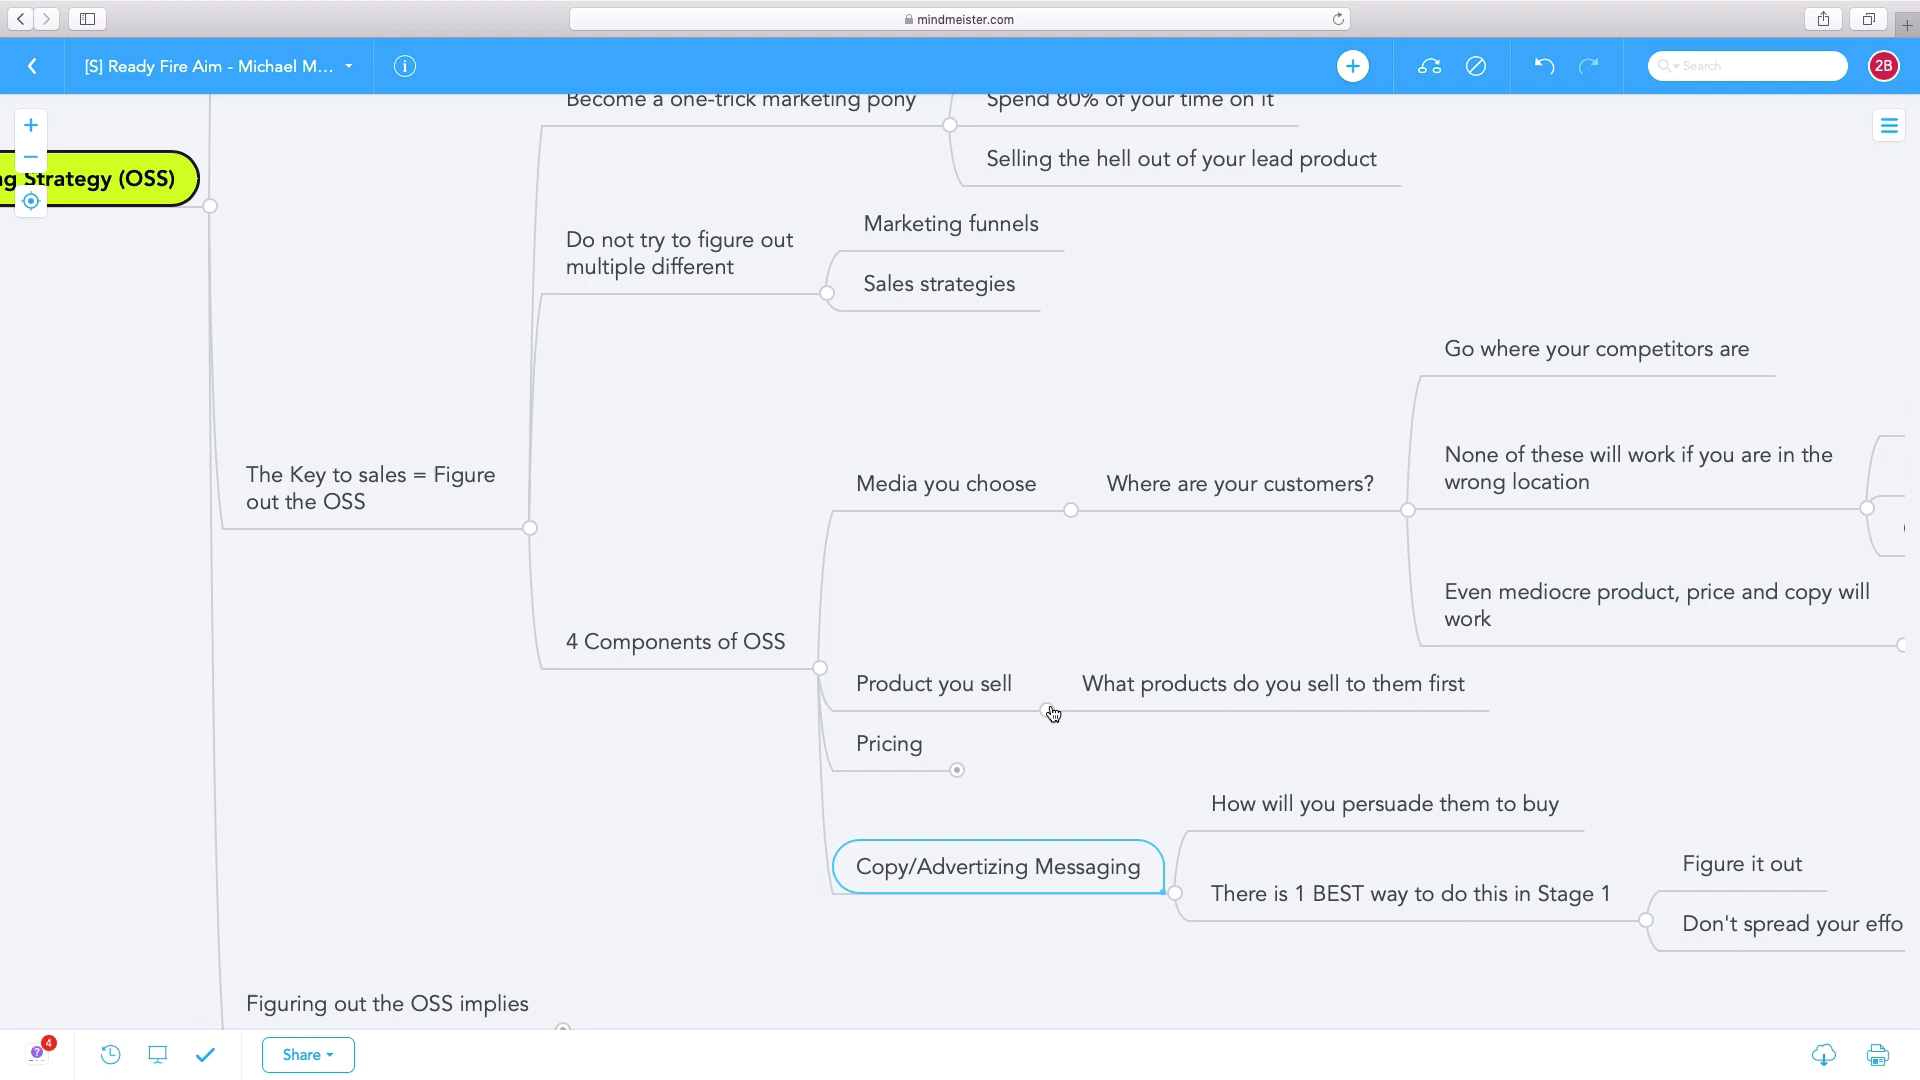 mindmeister.com
[S] Ready Fire Aim - Michael M...
Search
2B
Become a one-trick marketing pony
Spend 80% of your time on it
ng Strategy (OSS)
Selling the hell out of your lead product
Do not try to figure out
multiple different
Marketing funnels
Sales strategies
Go where your competitors are
The Key to sales = Figure
out the OSS
Media you choose
Where are your customers?
None of these will work if you are in the
wrong location
Even mediocre product, price and copy will
work
4 Components of OSS
Product you sell
What products do you sell to them first
Pricing
How will you persuade them to buy
Copy/Advertizing Messaging
There is 1 BEST way to do this in Stage 1
Figure it out
Don't spread your effo
Figuring out the OSS implies
4
Share